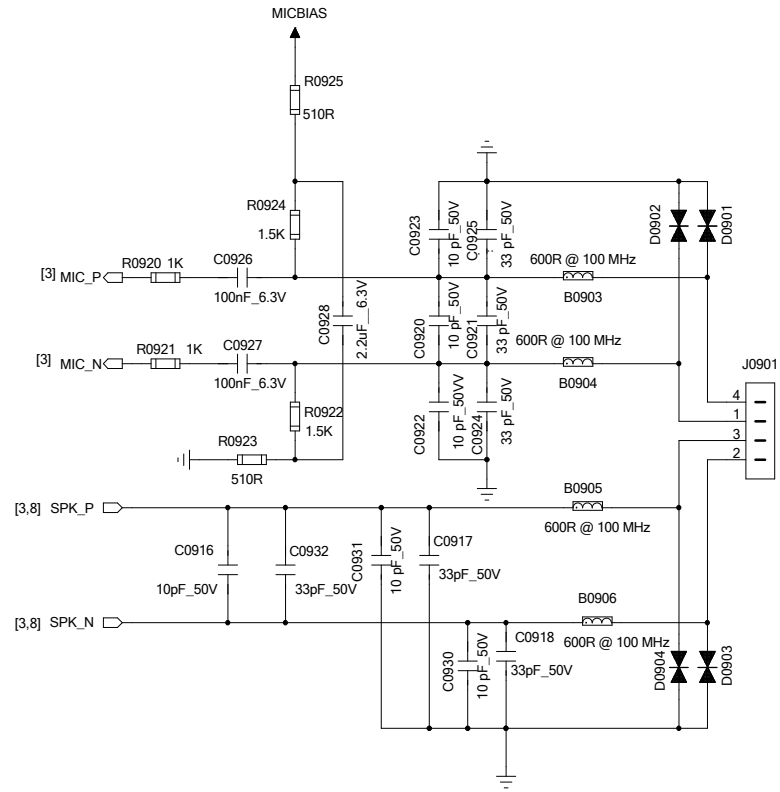 MICBIAS
R0925
510R
R0924
1.5K
C0923
10 pF_50V
C0925
33 pF_50V
D0902
D0901
600R @ 100 MHz
B0903
[3] MIC_P
R0920 1K
C0926
100nF_6.3V
C0928
2.2uF__6.3V
C0920
10 pF_50V
C0921
33 pF_50V
600R @ 100 MHz
B0904
[3] MIC_N
R0921 1K
C0927
100nF_6.3V
J0901
4
1
3
2
R0922
1.5K
C0922
10 pF_50VV
C0924
33 pF_50V
R0923
510R
[3,8] SPK_P
B0905
600R @ 100 MHz
C0916
10pF_50V
C0932
33pF_50V
C0931
10 pF_50V
C0917
33pF_50V
[3,8] SPK_N
B0906
600R @ 100 MHz
C0930
10 pF_50V
C0918
33pF_50V
D0904
D0903